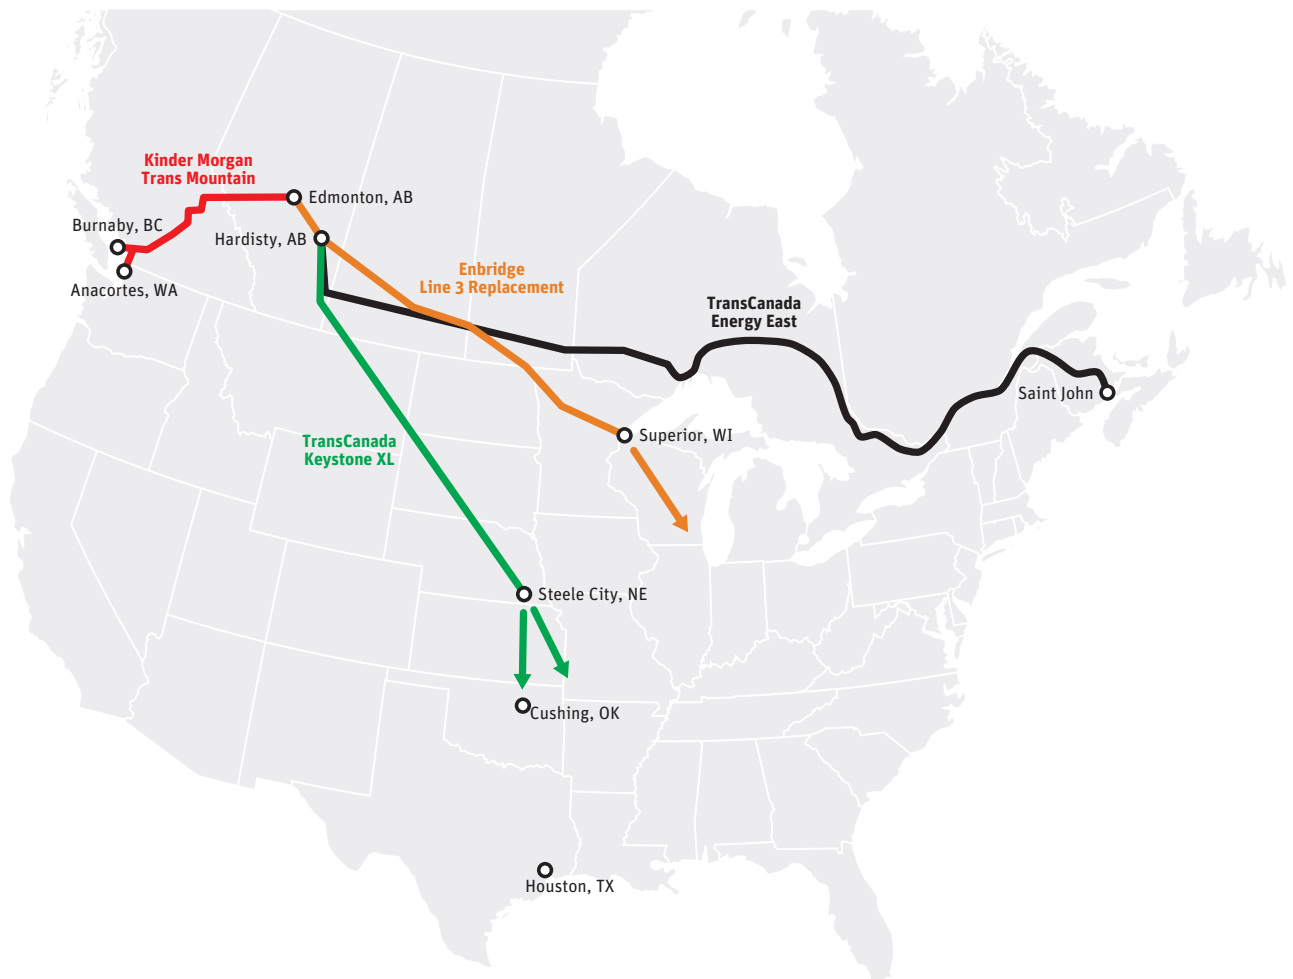 Kinder Morgan
Trans Mountain
Edmonton, AB
Burnaby, BC
Hardisty, AB
Anacortes, WA
Enbridge
Line 3 Replacement
TransCanada
Energy East
Saint John
TransCanada
Keystone XL
Superior, WI
Steele City, NE
Cushing, OK
Houston, TX